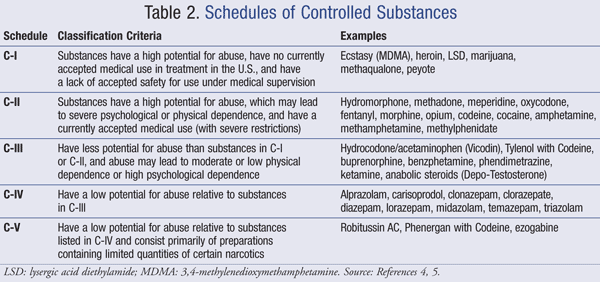 Table 2. Schedules of Controlled Substances
Schedule Classification Criteria Examples
C-I Substances have a high potential for abuse, have no currently Ecstasy (MDMA), heroin, LSD, marijuana,
accepted medical use in treatment in the U.S., and have methaqualone, peyote
a lack of accepted safety for use under medical supervision
C-II Substances have a high potential for abuse, which may lead Hydromorphone, methadone, meperidine, oxycodone,
to severe psychological or physical dependence, and have a fentanyl, morphine, opium, codeine, cocaine, amphetamine,
currently accepted medical use (with severe restrictions) methamphetamine, methylphenidate
C-III Have less potential for abuse than substances in C-I Hydrocodone/acetaminophen (Vicodin), Tylenol with Codeine,
or C-II, and abuse may lead to moderate or low physical buprenorphine, benzphetamine, phendimetrazine,
dependence or high psychological dependence ketamine, anabolic steroids (Depo-Testosterone)
C-IV Have a low potential for abuse relative to substances Alprazolam, carisoprodol, clonazepam, clorazepate,
in C-III diazepam, lorazepam, midazolam, temazepam, triazolam
C-V Have a low potential for abuse relative to substances Robitussin AC, Phenergan with Codeine, ezogabine
listed in C-IV and consist primarily of preparations
containing limited quantities of certain narcotics
LSD: lysergic acid diethylamide; MDMA: 3,4-methylenedioxymethamphetamine. Source: References 4, 5.